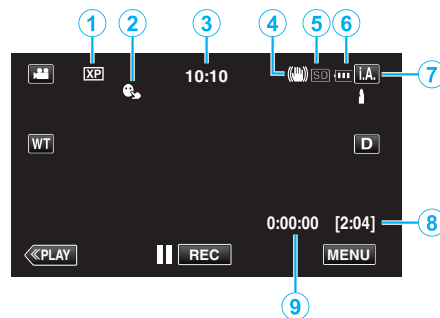 1 2 3 4 5 6
XP 10:10 SD i.A.
7
WT D
0:00:00 [2:04] 8
≪PLAY REC MENU
9